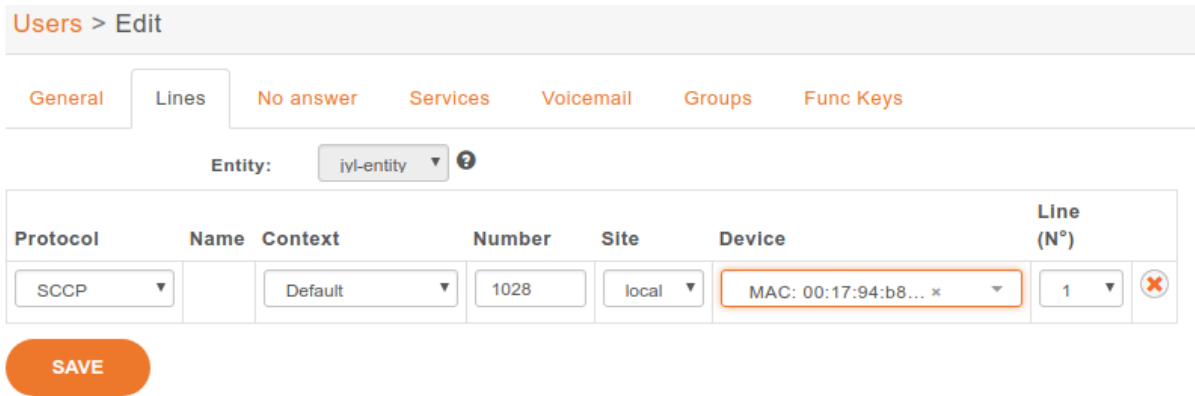 Users > Edit
General Lines No answer Services Voicemail Groups Func Keys
Entity: jyl-entity ?
Protocol Name Context Number Site Device Line (N°)
SCCP Default 1028 local MAC: 00:17:94:b8... × 1
SAVE